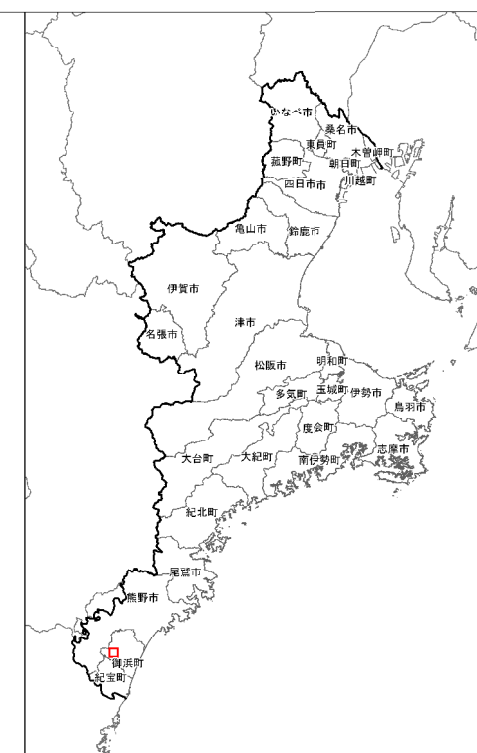 いなべ市
桑名市
東員町
木曽岬町
菰野町
朝日町
四日市市
川越町
亀山市
鈴鹿市
伊賀市
津市
名張市
明和町
松阪市
多気町
玉城町
伊勢市
鳥羽市
度会町
志摩市
大台町
大紀町
南伊勢町
紀北町
尾鷲市
熊野市
御浜町
紀宝町